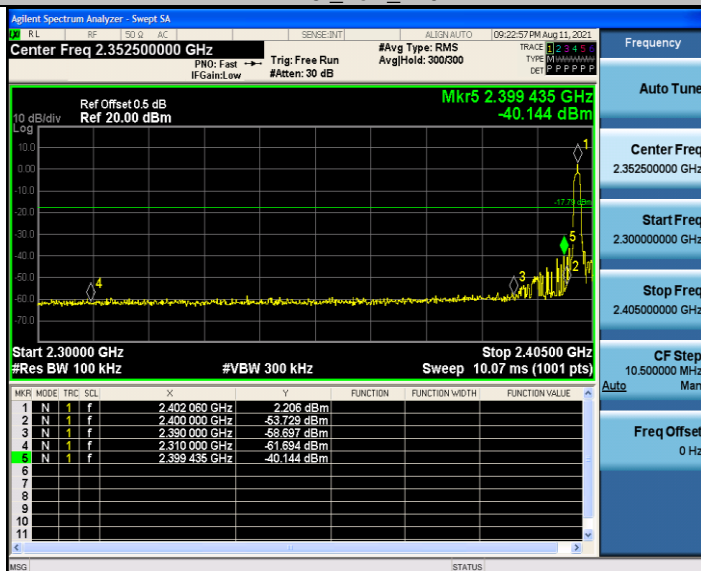 Agilent Spectrum Analyzer - Swept SA
RL RF 50 Ω AC SENSE:INT ALIGN AUTO 09:22:57 PM Aug 11, 2021
Center Freq 2.352500000 GHz
PNO: Fast
IFGain:Low
Trig: Free Run
#Atten: 30 dB
#Avg Type: RMS
Avg|Hold: 300/300
TRACE 1 2 3 4 5 6
TYPE M
DET P P P P P P
Frequency
Auto Tune
Center Freq
2.352500000 GHz
Start Freq
2.300000000 GHz
Stop Freq
2.405000000 GHz
CF Step
10.500000 MHz
Auto Man
Freq Offset
0 Hz
Mkr5 2.399 435 GHz
-40.144 dBm
Ref Offset 0.5 dB
10 dB/div Ref 20.00 dBm
Log
10.0
0.00
-10.0
-20.0
-30.0
-40.0
-50.0
-60.0
-70.0
1
-17.79 dBm
5
2
3
4
Start 2.30000 GHz Stop 2.40500 GHz
#Res BW 100 kHz #VBW 300 kHz Sweep 10.07 ms (1001 pts)
MKR MODE TRC SCL X Y FUNCTION FUNCTION WIDTH FUNCTION VALUE
1 N 1 f 2.402 060 GHz 2.206 dBm
2 N 1 f 2.400 000 GHz -53.729 dBm
3 N 1 f 2.390 000 GHz -58.697 dBm
4 N 1 f 2.310 000 GHz -61.694 dBm
5 N 1 f 2.399 435 GHz -40.144 dBm
6
7
8
9
10
11
MSG STATUS